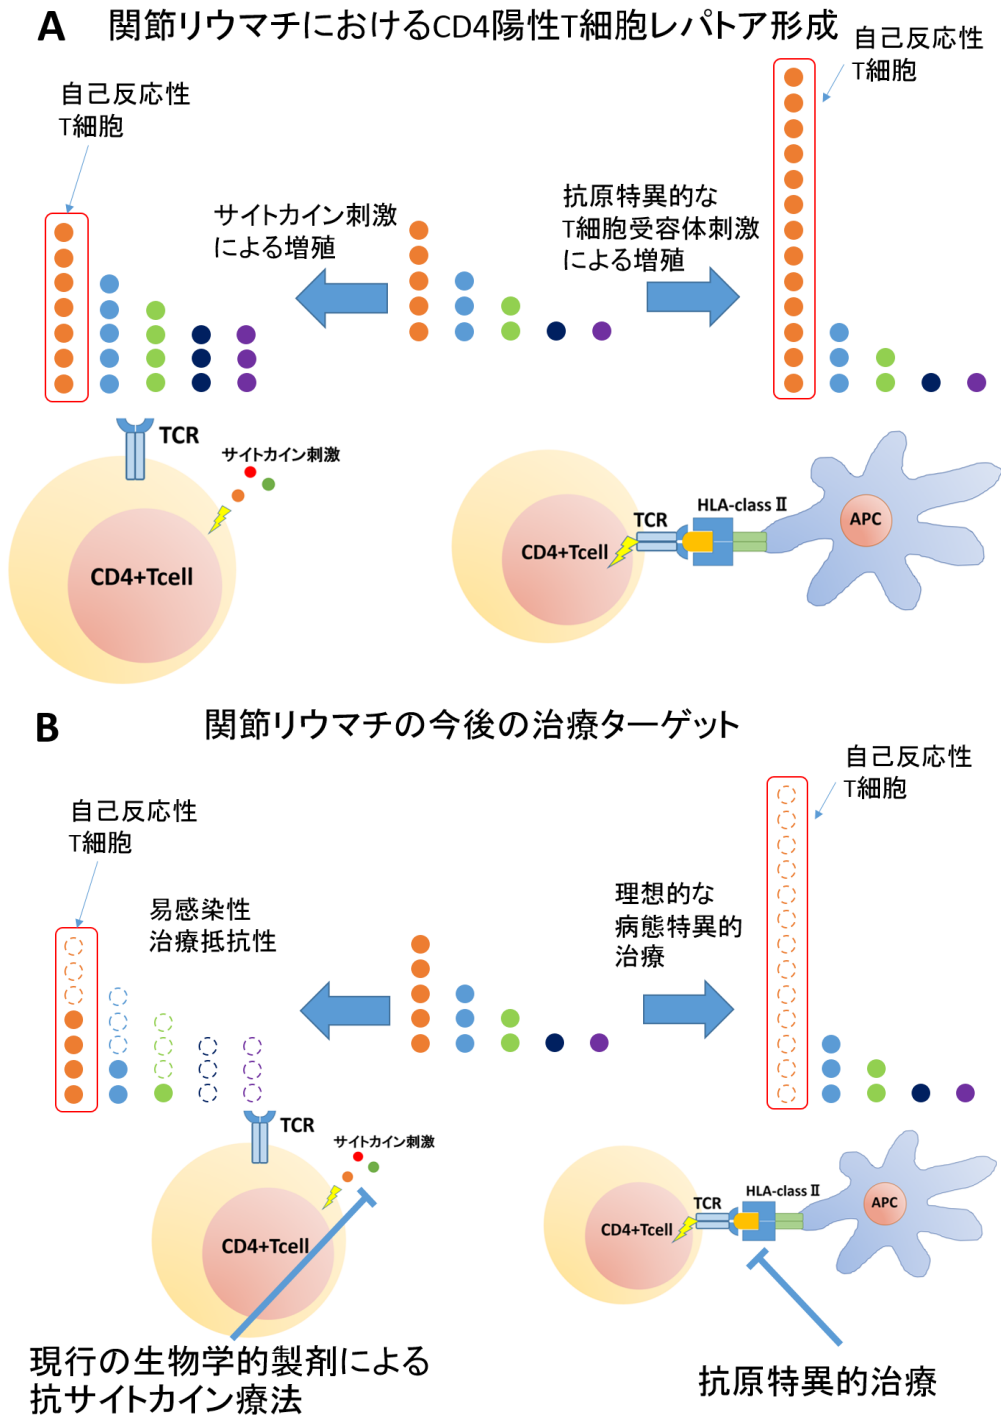 A
関節リウマチにおけるCD4陽性T細胞レパトア形成
自己反応性
T細胞
自己反応性
T細胞
サイトカイン刺激
による増殖
抗原特異的な
T細胞受容体刺激
による増殖
TCR
サイトカイン刺激
CD4+Tcell
TCR
HLA-class Ⅱ
APC
CD4+Tcell
B
関節リウマチの今後の治療ターゲット
自己反応性
T細胞
自己反応性
T細胞
易感染性
治療抵抗性
理想的な
病態特異的
治療
TCR
サイトカイン刺激
CD4+Tcell
TCR
HLA-class Ⅱ
APC
CD4+Tcell
現行の生物学的製剤による
抗サイトカイン療法
抗原特異的治療